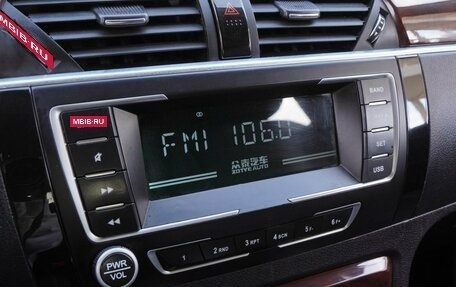 MBIB.RU
MBIB.RU
BAND
FM1 106.0
众泰汽车
ZOTYE AUTO
SET
USB
PWR
VOL
1
2 RND
3 RPT
4 SCN
5 F-
6 F+